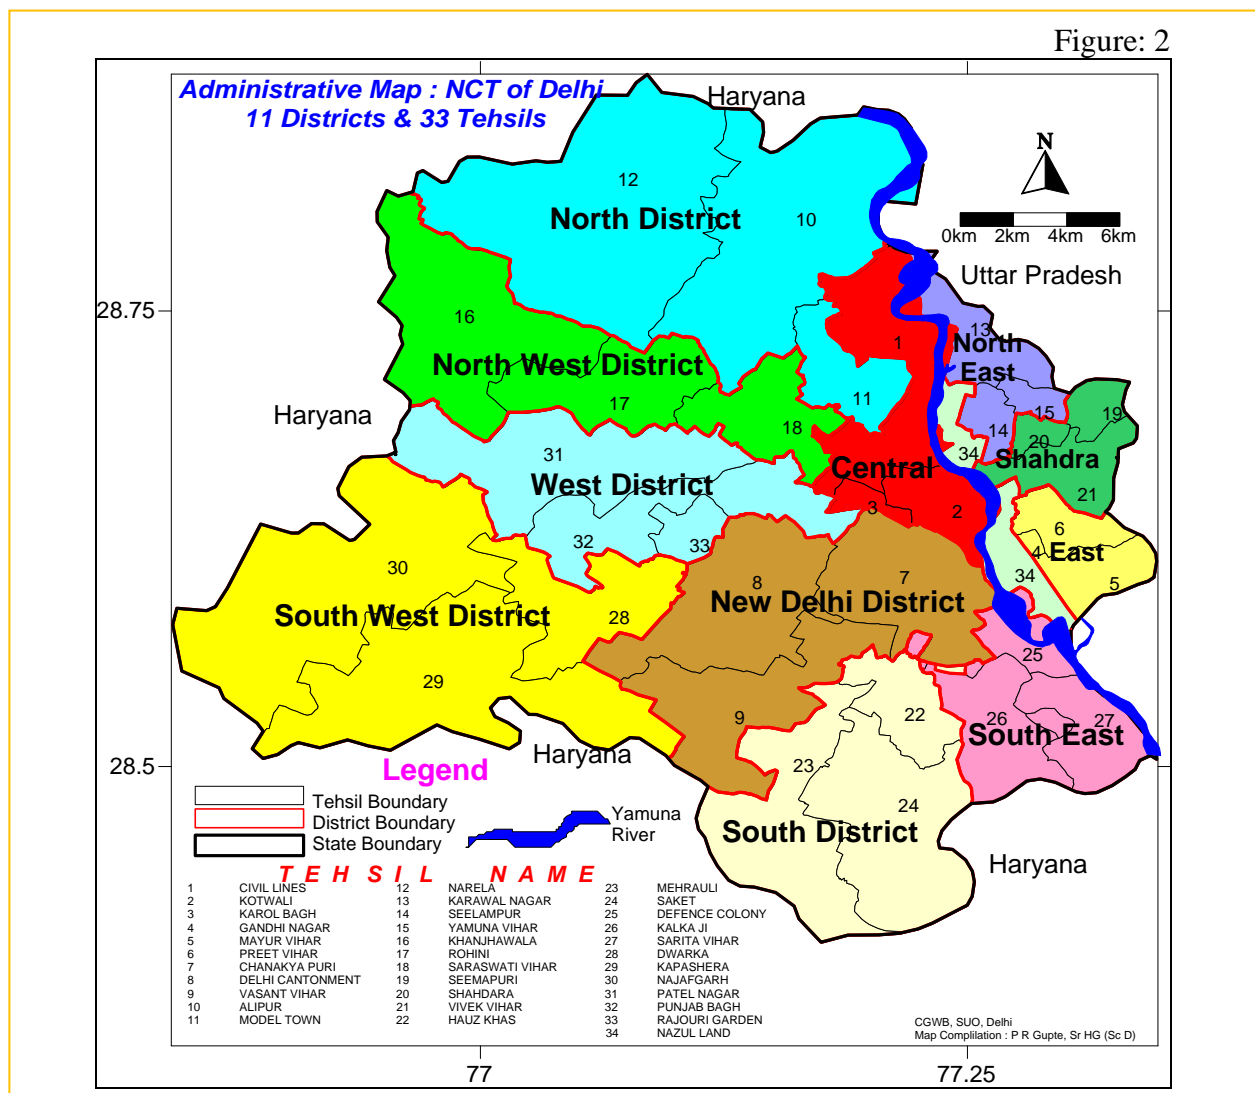 Figure: 2
Administrative Map : NCT of Delhi
11 Districts & 33 Tehsils
Haryana
N
0km 2km 4km 6km
Uttar Pradesh
12
North District
10
28.75
16
13
1
North
East
North West District
Haryana
17
11
18
15
19
14
20
31
34
Central
Shahdra
West District
21
3
2
6
32
33
4
East
30
8
7
34
5
South West District
28
New Delhi District
25
29
9
22
26
27
South East
Haryana
28.5
Legend
23
24
South District
Tehsil Boundary
District Boundary
State Boundary
Yamuna
River
Haryana
TEHSIL NAME
1 CIVIL LINES 12 NARELA 23 MEHRAULI
2 KOTWALI 13 KARAWAL NAGAR 24 SAKET
3 KAROL BAGH 14 SEELAMPUR 25 DEFENCE COLONY
4 GANDHI NAGAR 15 YAMUNA VIHAR 26 KALKA JI
5 MAYUR VIHAR 16 KHANJHAWALA 27 SARITA VIHAR
6 PREET VIHAR 17 ROHINI 28 DWARKA
7 CHANAKYA PURI 18 SARASWATI VIHAR 29 KAPASHERA
8 DELHI CANTONMENT 19 SEEMAPURI 30 NAJAFGARH
9 VASANT VIHAR 20 SHAHDARA 31 PATEL NAGAR
10 ALIPUR 21 VIVEK VIHAR 32 PUNJAB BAGH
11 MODEL TOWN 22 HAUZ KHAS 33 RAJOURI GARDEN
34 NAZUL LAND
CGWB, SUO, Delhi
Map Complilation : P R Gupte, Sr HG (Sc D)
77 77.25